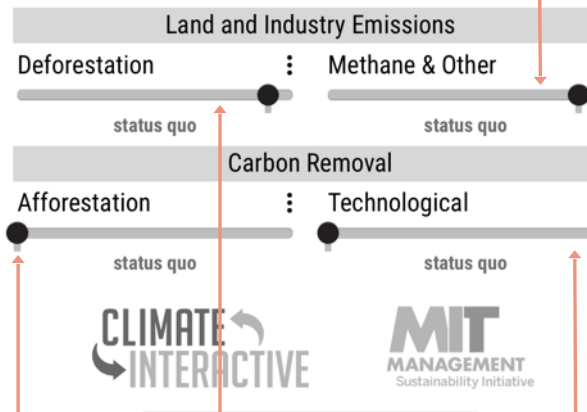 Land and Industry Emissions
Deforestation
Methane & Other
status quo
status quo
Carbon Removal
Afforestation
Technological
status quo
status quo
CLIMATE
INTERACTIVE
MIT
MANAGEMENT
Sustainability Initiative